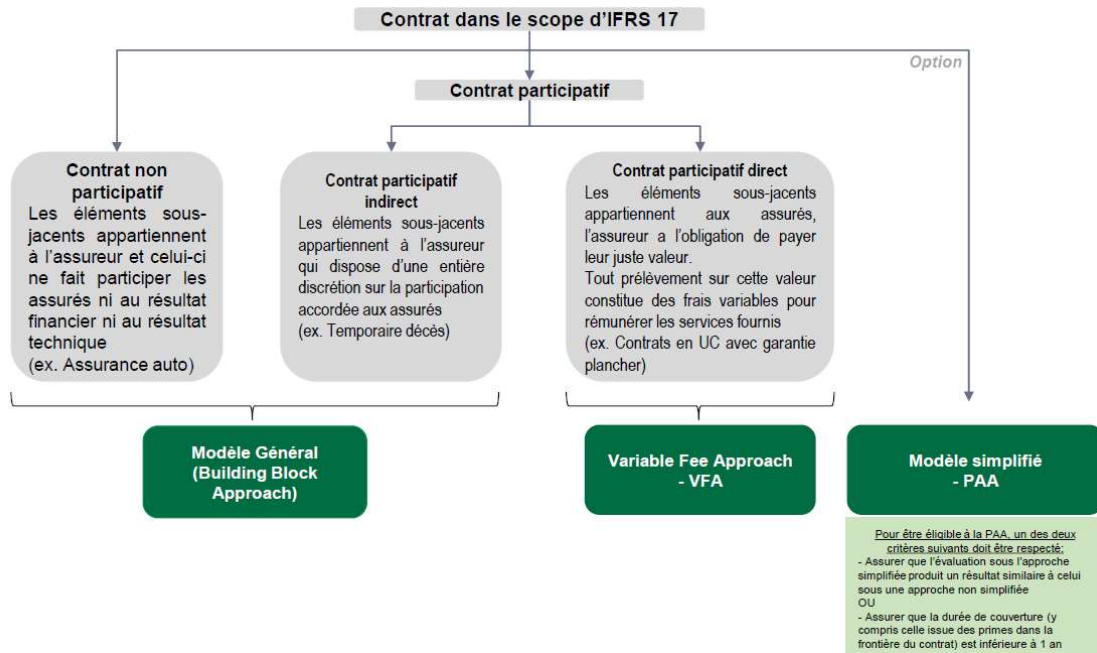 Contrat dans le scope d'IFRS 17
Option
Contrat participatif
Contrat non
participatif
Les éléments sous-
jacents appartiennent
à l'assureur et celui-ci
ne fait participer les
assurés ni au résultat
financier ni au résultat
technique
(ex. Assurance auto)
Contrat participatif
indirect
Les éléments sous-jacents
appartiennent à l'assureur
qui dispose d'une entière
discrétion sur la participation
accordée aux assurés
(ex. Temporaire décès)
Contrat participatif direct
Les éléments sous-jacents
appartiennent aux assurés,
l'assureur a l'obligation de payer
leur juste valeur.
Tout prélèvement sur cette valeur
constitue des frais variables pour
rémunérer les services fournis
(ex. Contrats en UC avec garantie
plancher)
Modèle Général
(Building Block
Approach)
Variable Fee Approach
- VFA
Modèle simplifié
- PAA
Pour être éligible à la PAA, un des deux
critères suivants doit être respecté:
- Assurer que l'évaluation sous l'approche
simplifiée produit un résultat similaire à celui
sous une approche non simplifiée
OU
- Assurer que la durée de couverture (y
compris celle issue des primes dans la
frontière du contrat) est inférieure à 1 an